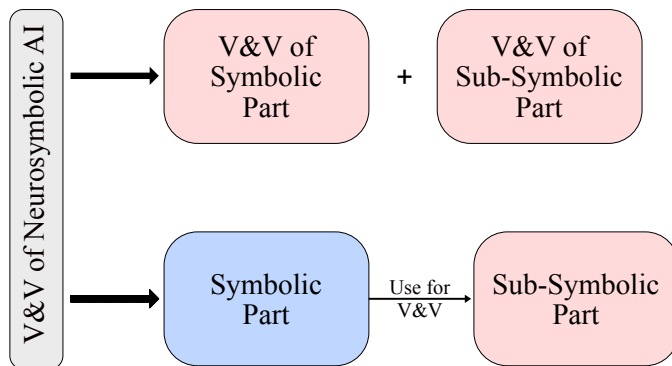 V&V of Neurosymbolic AI
V&V of
Symbolic
Part
+
V&V of
Sub-Symbolic
Part
Symbolic
Part
Use for
V&V
Sub-Symbolic
Part